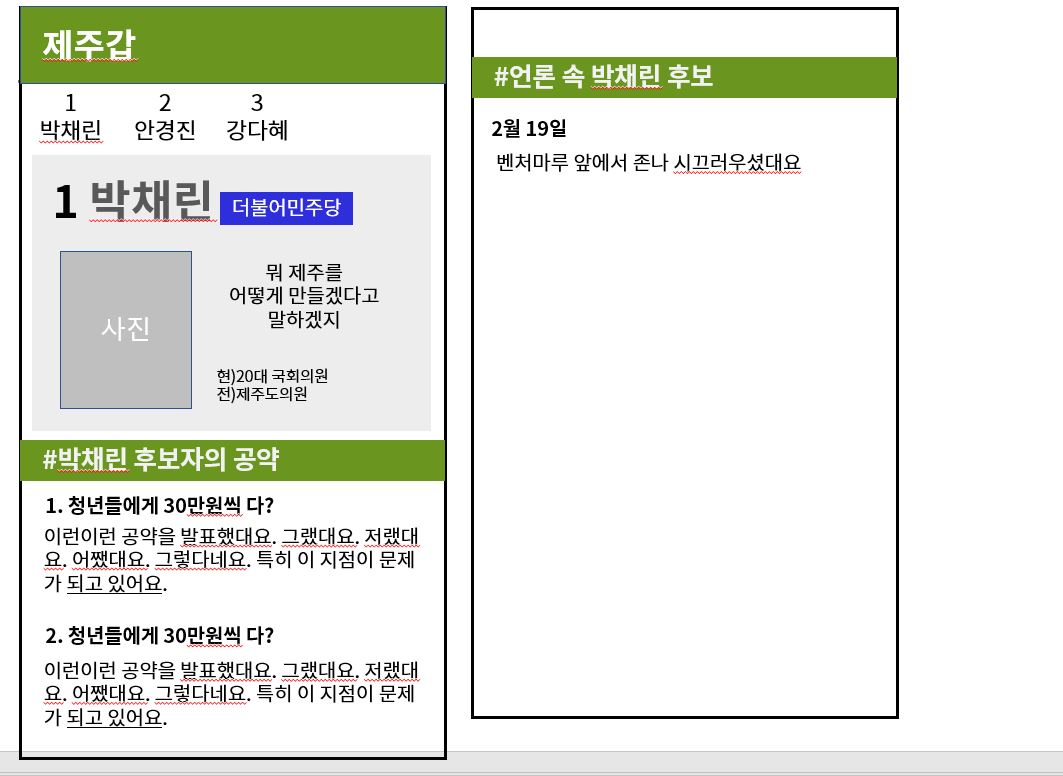 제주갑
1 2 3
박채린 안경진 강다혜
1 박채린 더불어민주당
사진
뭐 제주를
어떻게 만들겠다고
말하겠지
현)20대 국회의원
전)제주도의원
#박채린 후보자의 공약
1. 청년들에게 30만원씩 다?
이런이런 공약을 발표했대요. 그랬대요. 저랬대
요. 어쨌대요. 그렇다네요. 특히 이 지점이 문제
가 되고 있어요.
2. 청년들에게 30만원씩 다?
이런이런 공약을 발표했대요. 그랬대요. 저랬대
요. 어쨌대요. 그렇다네요. 특히 이 지점이 문제
가 되고 있어요.
#언론 속 박채린 후보
2월 19일
벤처마루 앞에서 존나 시끄러우셨대요